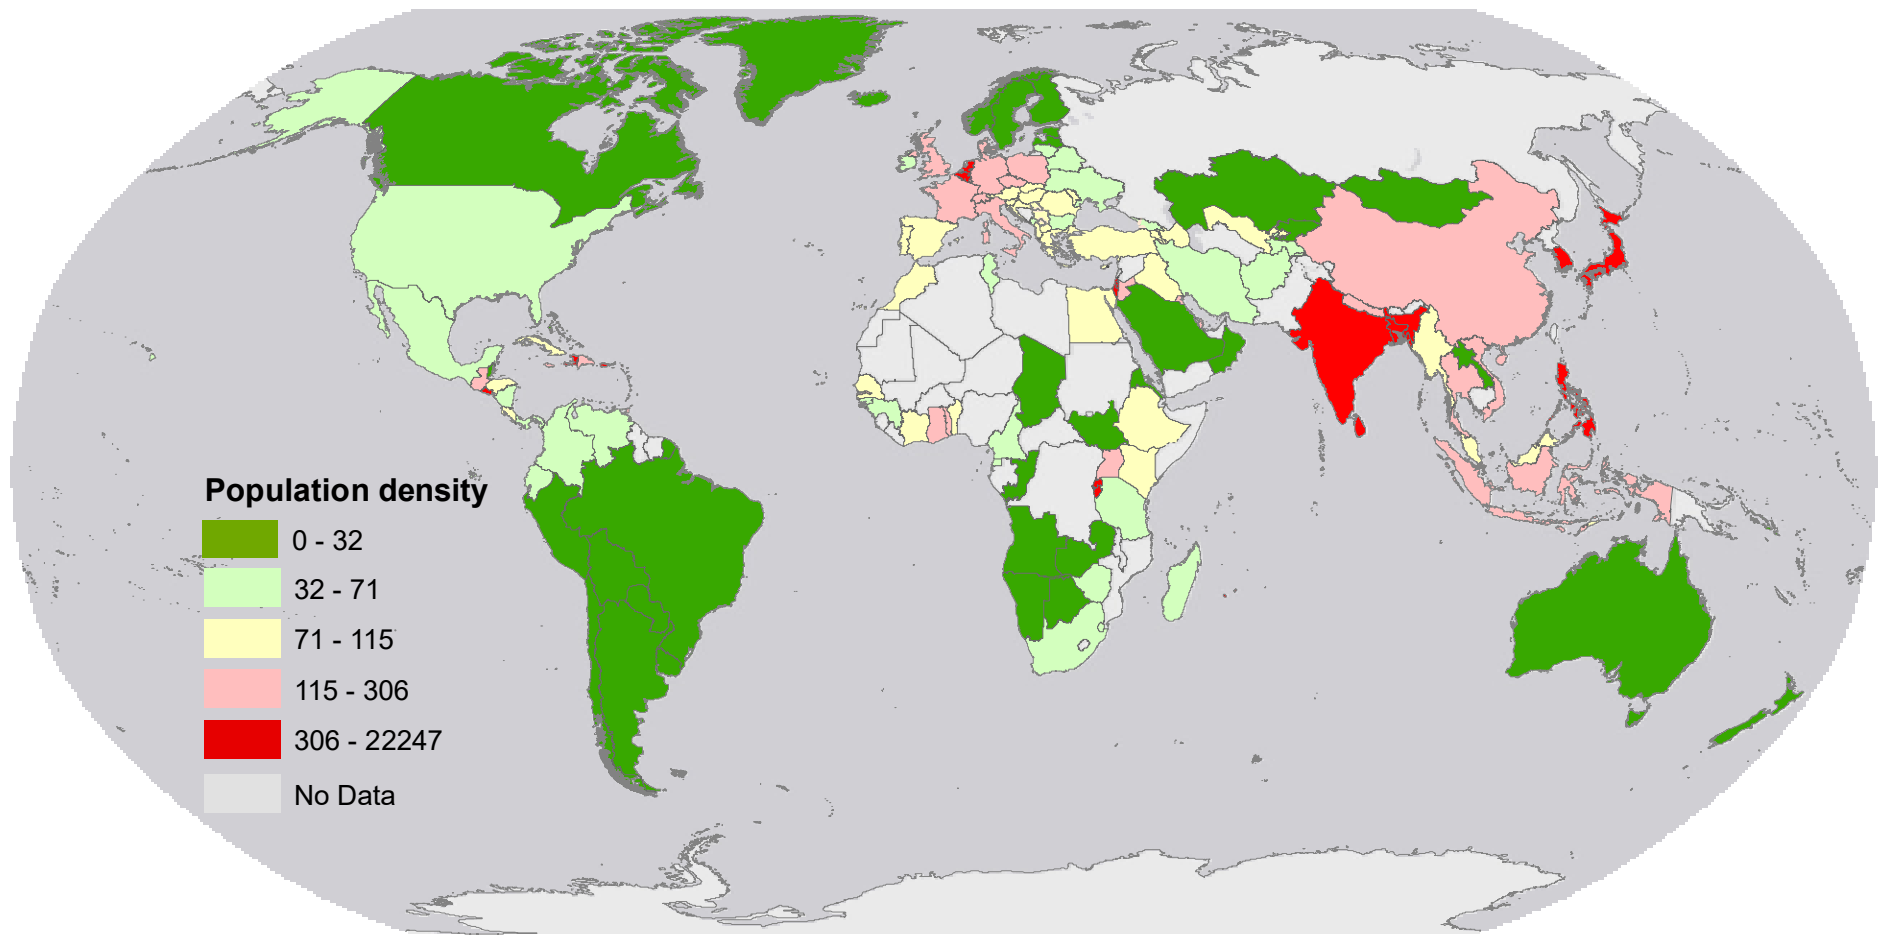 Population density
0 - 32
32 - 71
71 - 115
115 - 306
306 - 22247
No Data